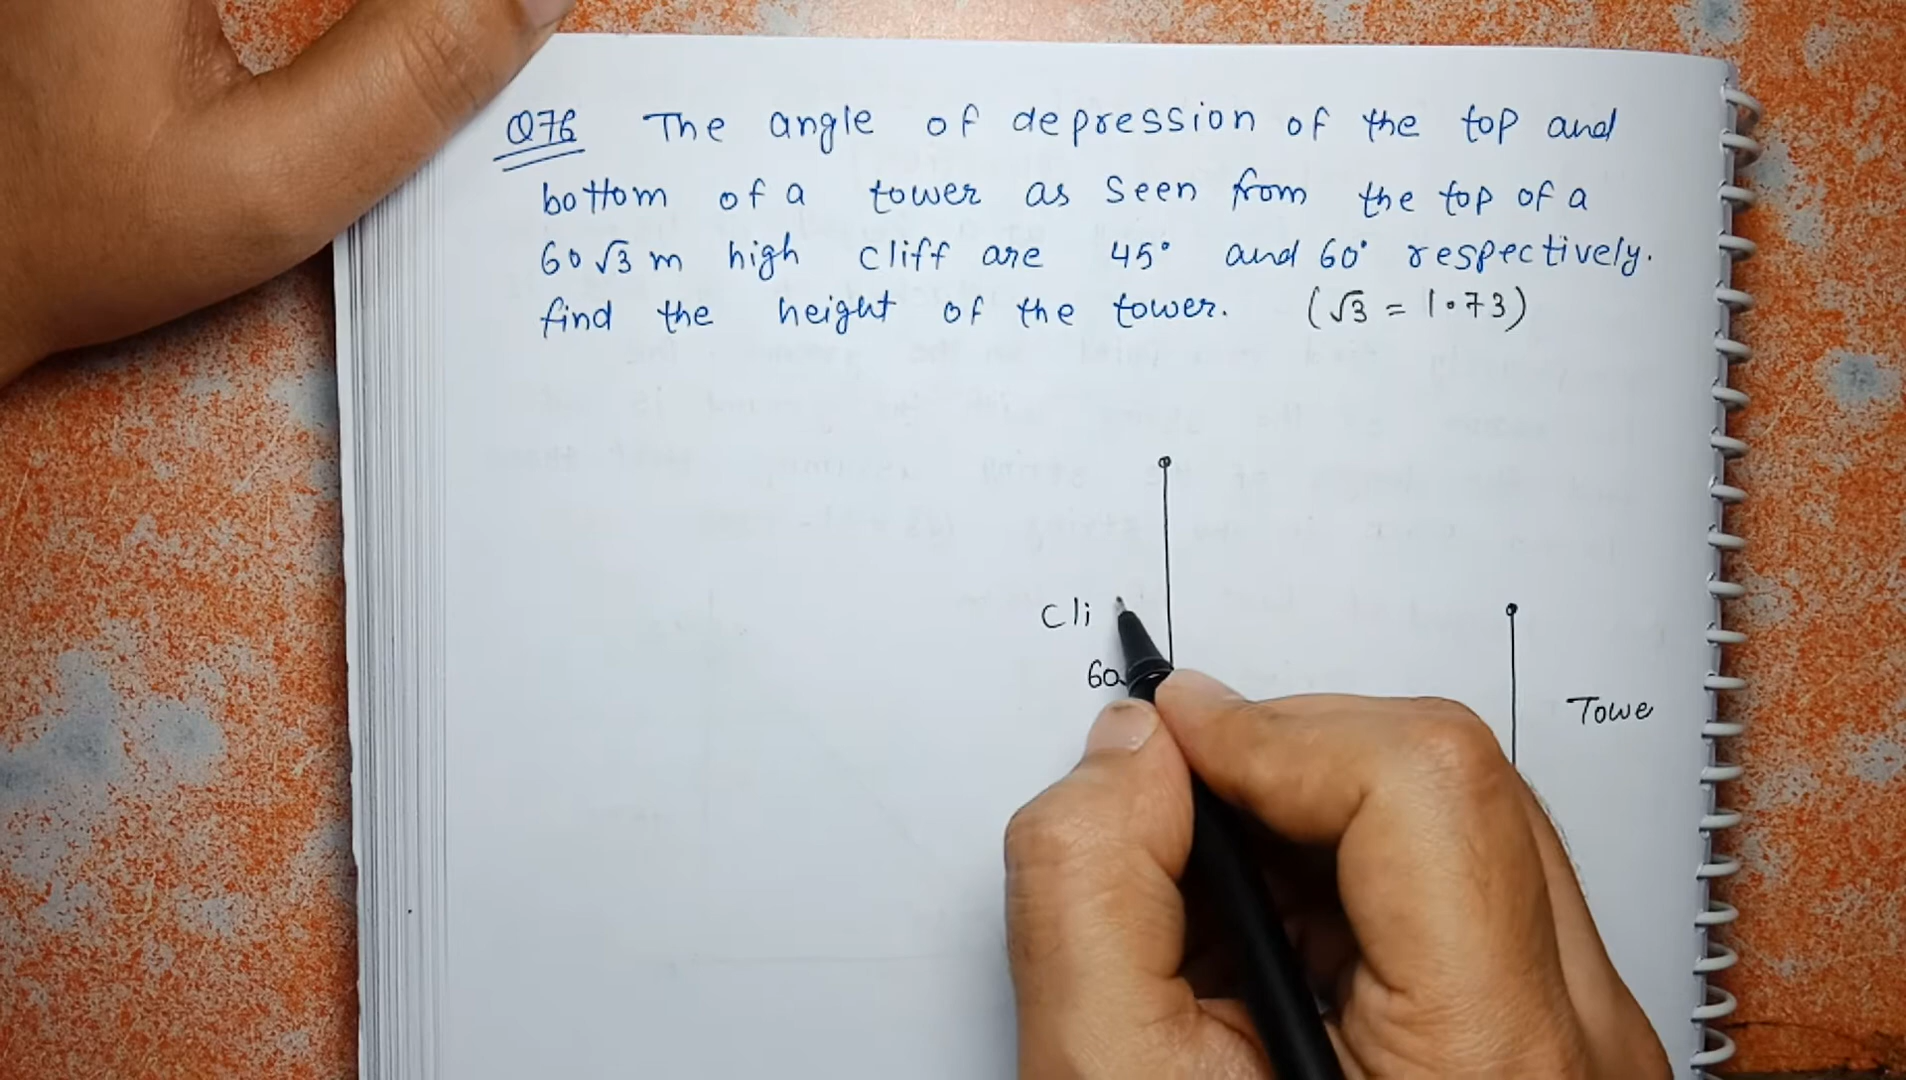 Q76 The angle of depression of the top and
bottom of a tower as seen from the top of a
60√3 m high cliff are 45° and 60° respectively.
find the height of the tower. (√3 = 1.73)
Cli
60
Towe